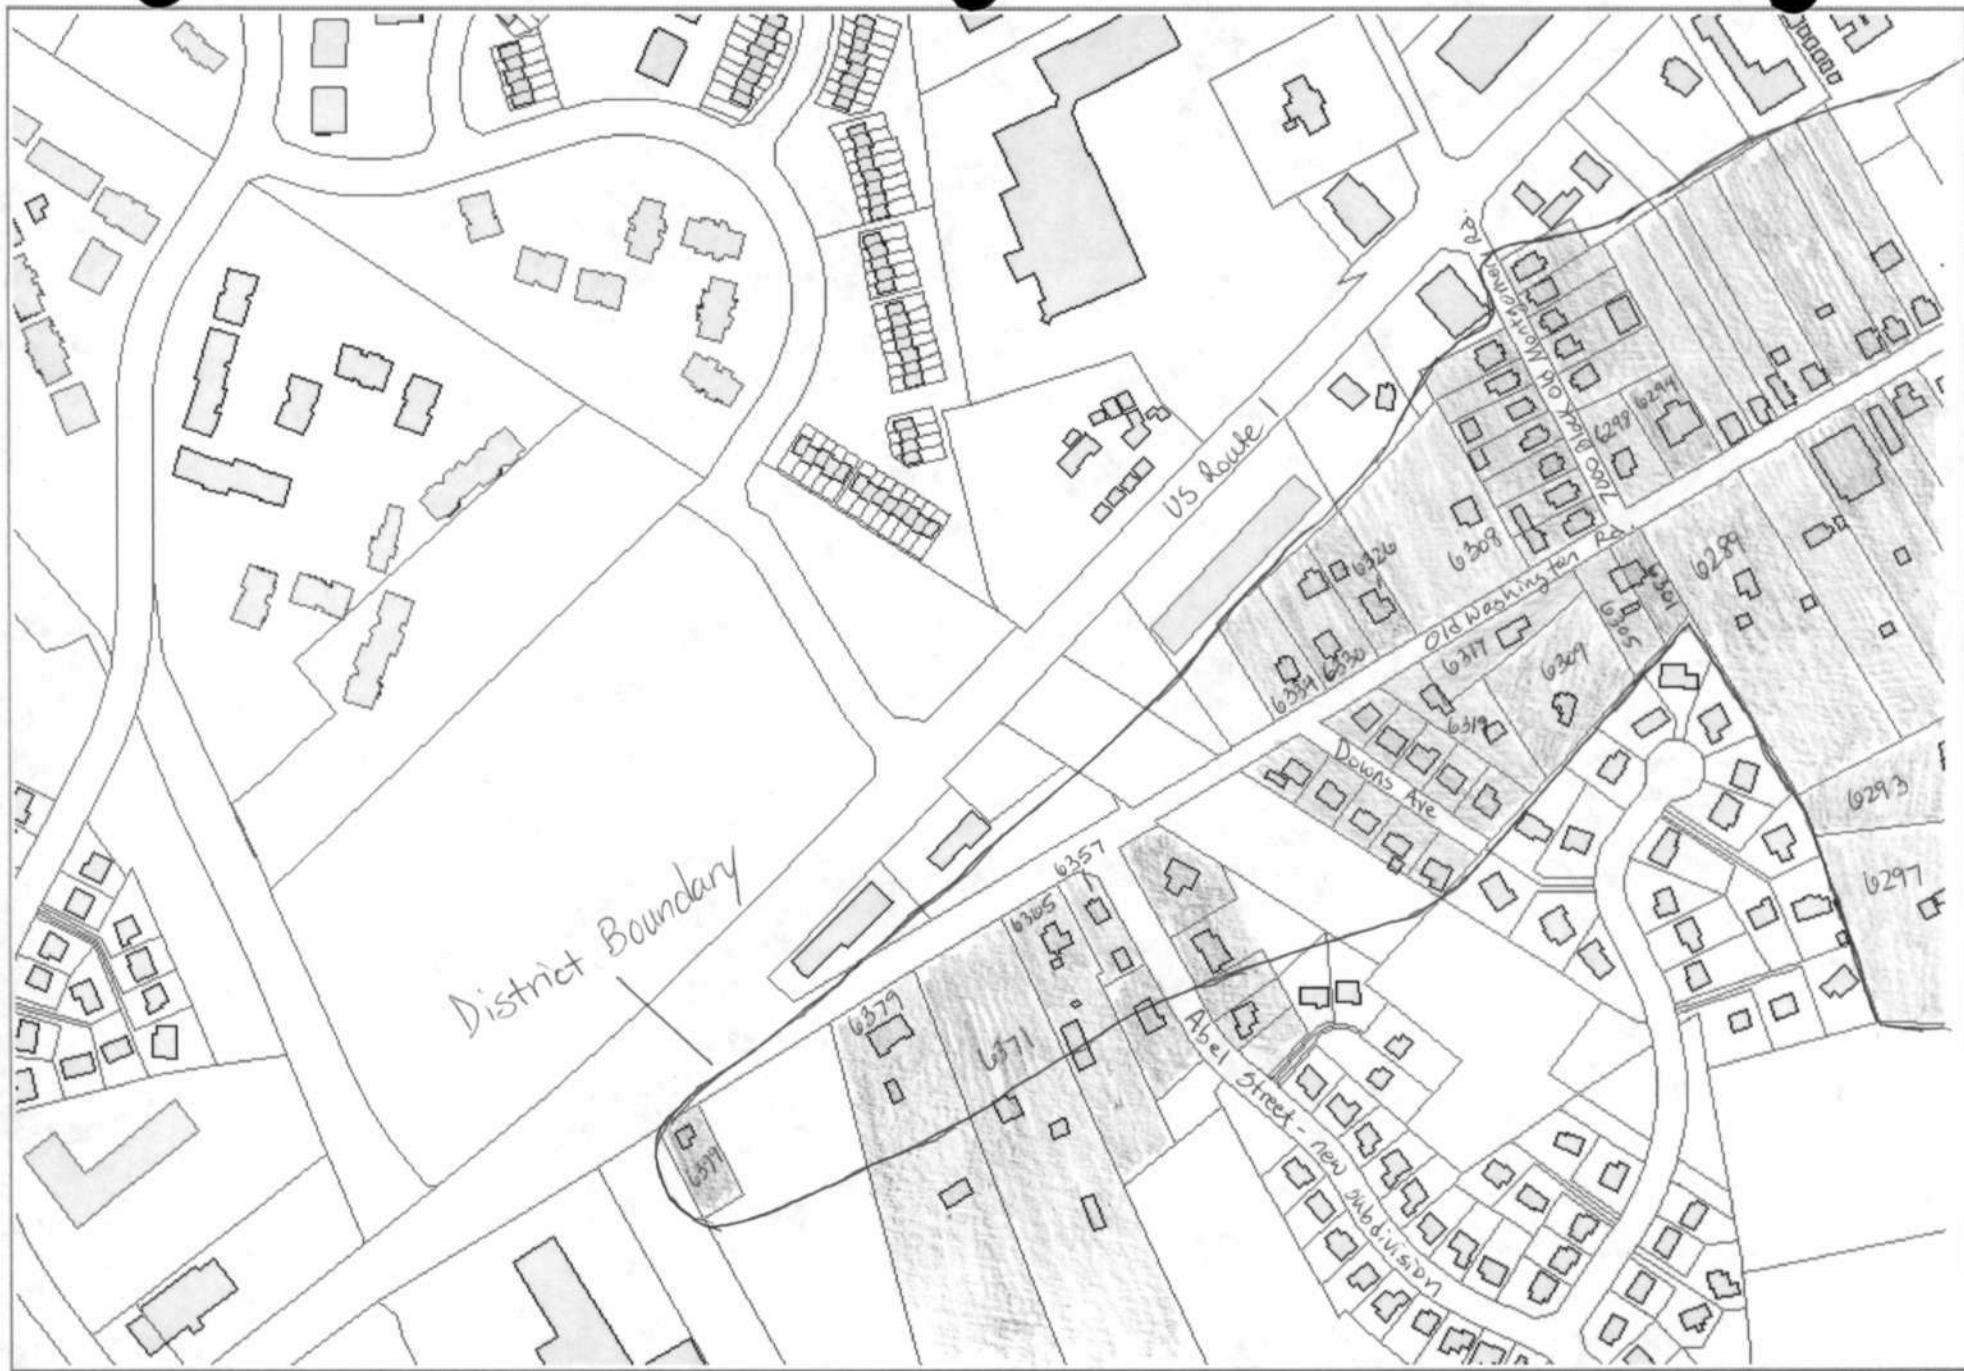 Rd.
7000 Block Old Montgomery
6294
6298
US Route 1
6326
6308
Old Washington Rd.
6289
6301
6305
6330
6334
6317
6309
6319
Downs Ave
6293
6357
6297
District Boundary
6365
6379
6371
Abel Street - new subdivision
6399